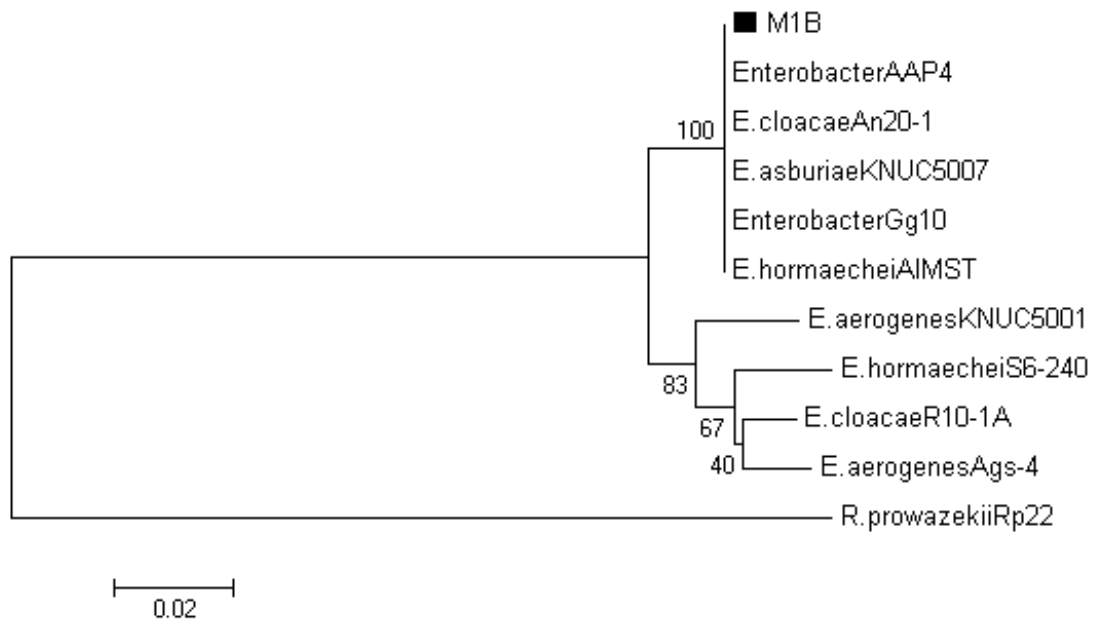 M1B
EnterobacterAAP4
100
E.cloacaeAn20-1
E.asburiaeKNUC5007
EnterobacterGg10
E.hormaecheiAIMST
E.aerogenesKNUC5001
83
E.hormaecheiS6-240
67
E.cloacaeR10-1A
40
E.aerogenesAgs-4
R.prowazekiiRp22
0.02